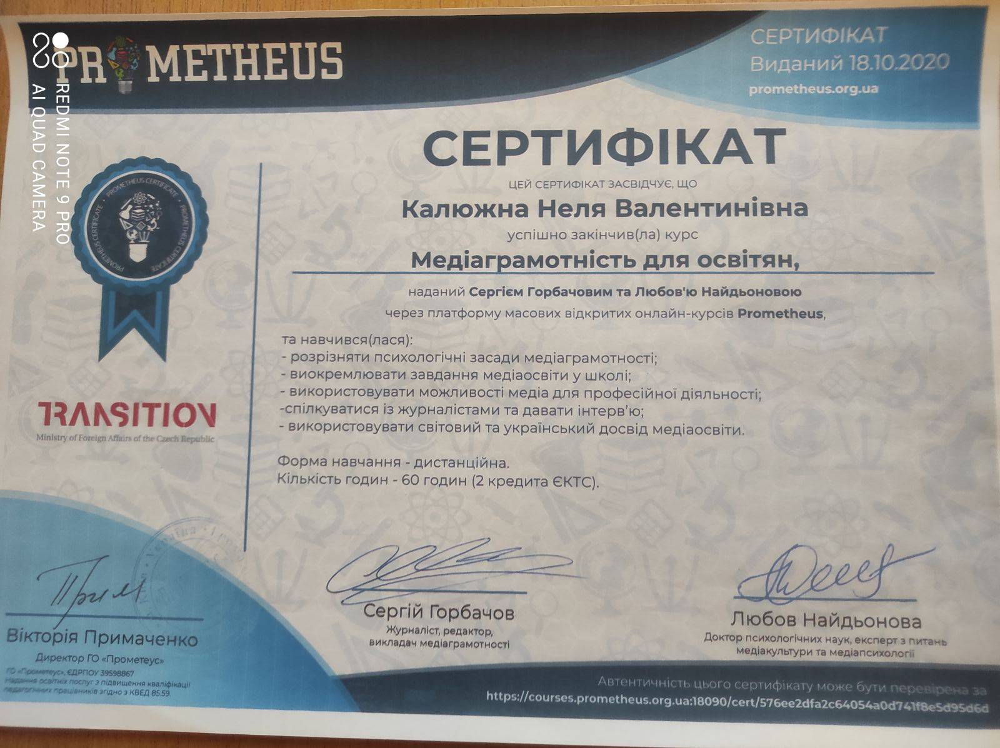 PROMETHEUS
СЕРТИФІКАТ
Виданий 18.10.2020
prometheus.org.ua
REDMI NOTE 9 PRO
AI QUAD CAMERA
СЕРТИФІКАТ
ЦЕЙ СЕРТИФІКАТ ЗАСВІДЧУЄ, ЩО
Калюжна Неля Валентинівна
успішно закінчив(ла) курс
Медіаграмотність для освітян,
наданий Сергієм Горбачовим та Любов'ю Найдьоновою
через платформу масових відкритих онлайн-курсів Prometheus,
та навчився(лася):
- розрізняти психологічні засади медіаграмотності;
- виокремлювати завдання медіаосвіти у школі;
- використовувати можливості медіа для професійної діяльності;
-спілкуватися із журналістами та давати інтерв'ю;
- використовувати світовий та український досвід медіаосвіти.
Форма навчання - дистанційна.
Кількість годин - 60 годин (2 кредита ЄКТС).
PROMETHEUS CERTIFICATE · PROMETHEUS CERTIFICATE · PROMETHEUS CERTIFICATE
TRANSITION
Ministry of Foreign Affairs of the Czech Republic
Прим
Вікторія Примаченко
Директор ГО «Прометеус»
ГО «Прометеус», ЄДРПОУ 39598867
Надання освітніх послуг з підвищення кваліфікації
педагогічних працівників згідно з КВЕД 85.59.
Сергій Горбачов
Журналіст, редактор,
викладач медіаграмотності
Любов Найдьонова
Доктор психологічних наук, експерт з питань
медіакультури та медіапсихології
Автентичність цього сертифікату може бути перевірена за
https://courses.prometheus.org.ua:18090/cert/576ee2dfa2c64054a0d741f8e5d95d6d